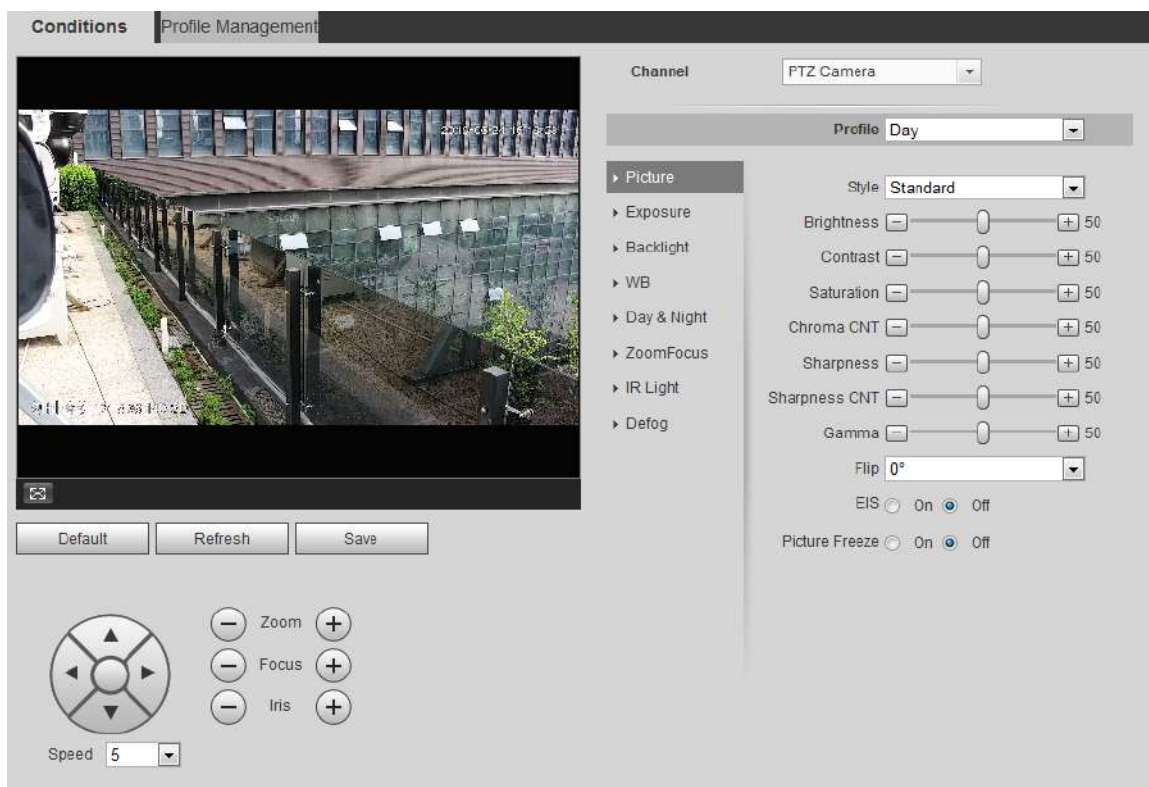 Conditions
Profile Management
Channel
PTZ Camera
Profile Day
Picture
Exposure
Backlight
WB
Day & Night
ZoomFocus
IR Light
Defog
Style Standard
Brightness 50
Contrast 50
Saturation 50
Chroma CNT 50
Sharpness 50
Sharpness CNT 50
Gamma 50
Flip 0°
EIS On Off
Picture Freeze On Off
Default
Refresh
Save
Zoom
Focus
Iris
Speed 5